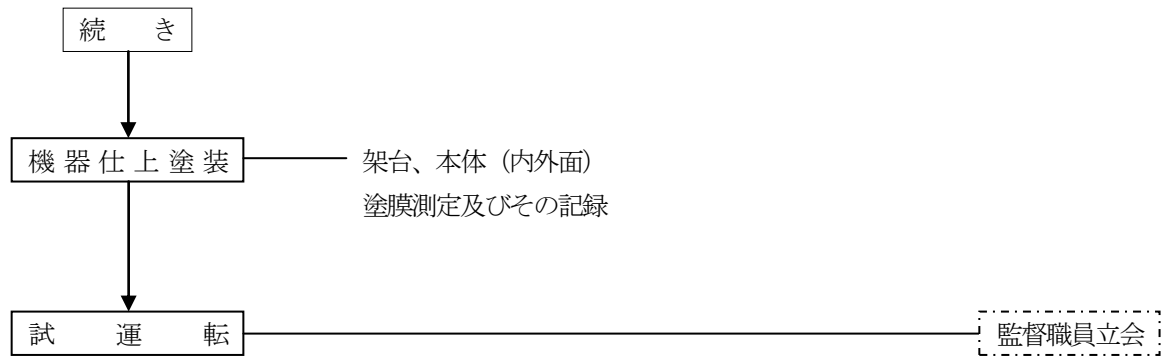 続き
機器仕上塗装
架台、本体（内外面）
塗膜測定及びその記録
試運転
監督職員立会